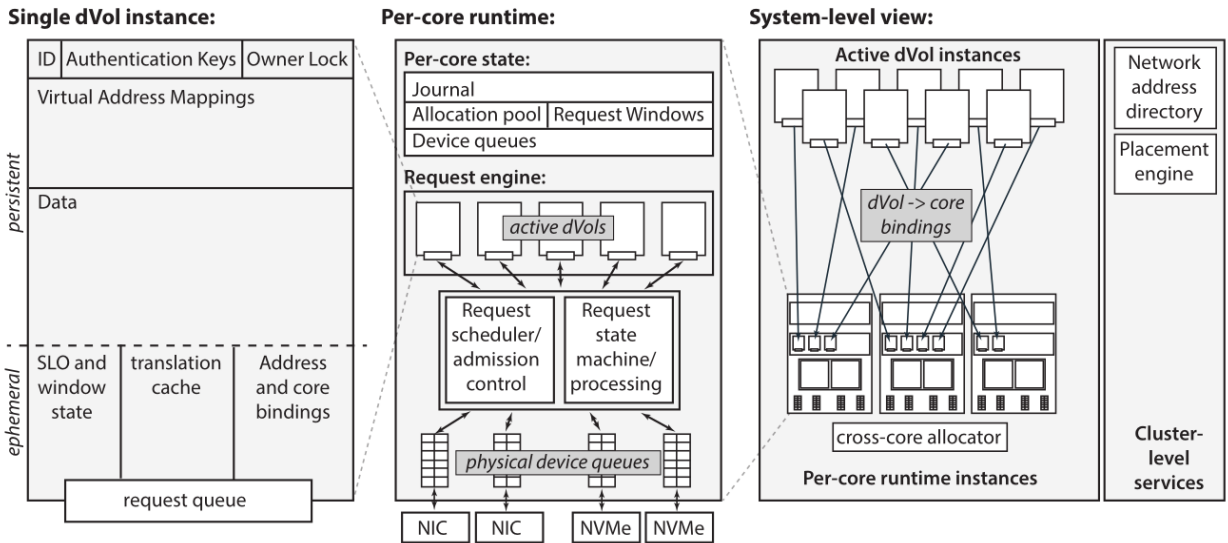 Single dVol instance:
persistent
ephemeral
ID Authentication Keys Owner Lock
Virtual Address Mappings
Data
SLO and
window
state
translation
cache
Address
and core
bindings
request queue
Per-core runtime:
Per-core state:
Journal
Allocation pool Request Windows
Device queues
Request engine:
active dVols
Request
scheduler/
admission
control
Request
state
machine/
processing
physical device queues
NIC NIC NVMe NVMe
System-level view:
Active dVol instances
dVol -> core
bindings
cross-core allocator
Per-core runtime instances
Network
address
directory
Placement
engine
Cluster-
level
services